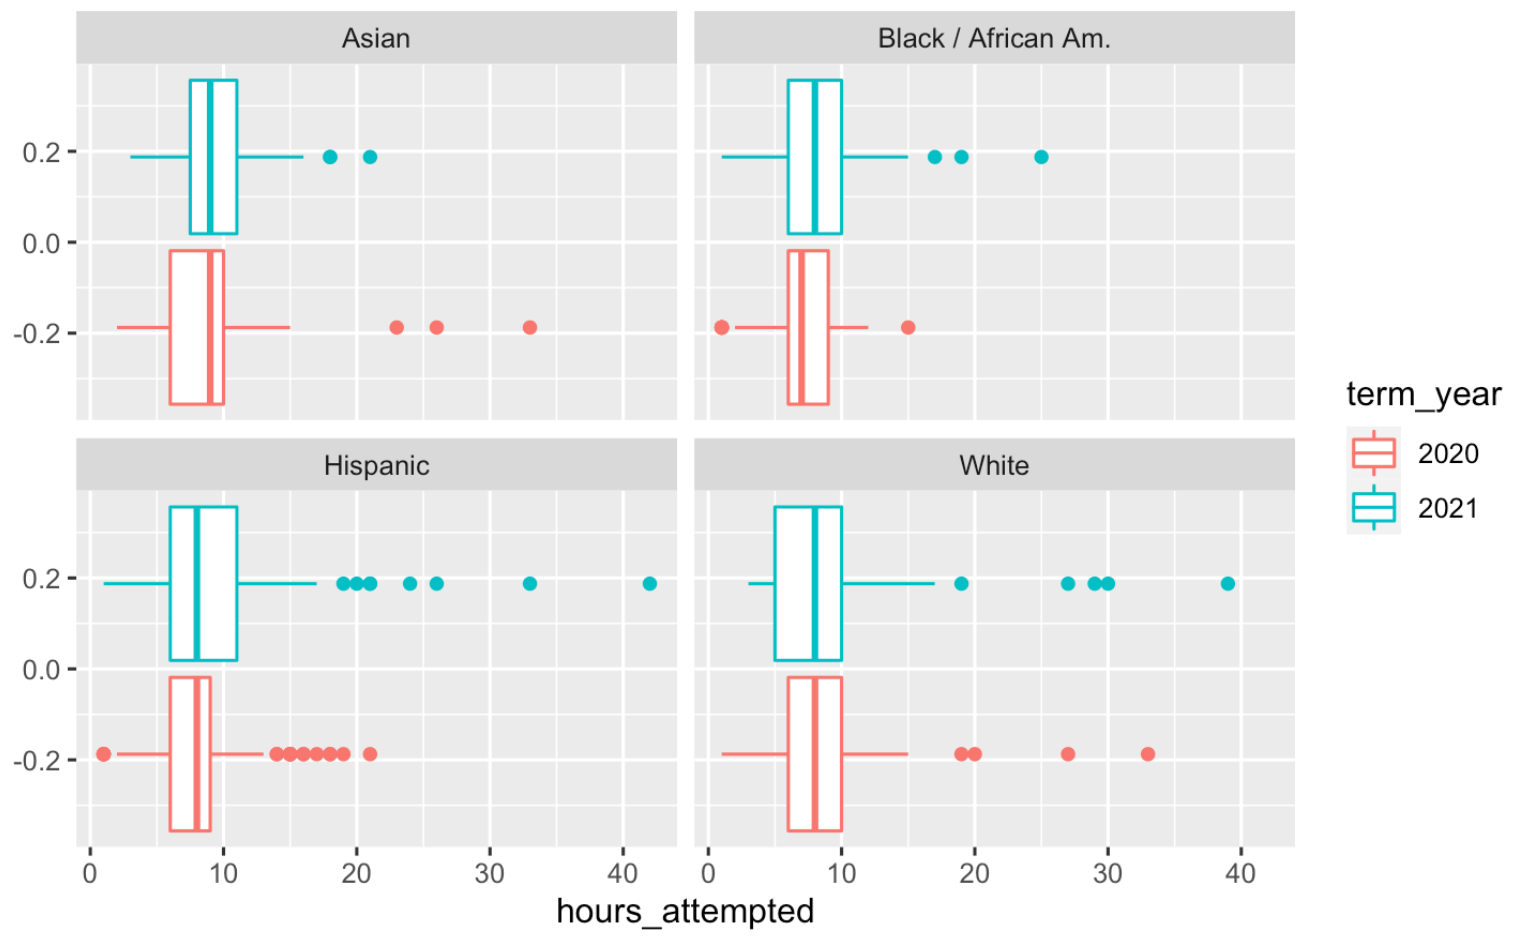 Asian
Black / African Am.
0.2
0.0
-0.2
Hispanic
White
0.2
0.0
-0.2
0 10 20 30 40
0 10 20 30 40
hours_attempted
term_year
2020
2021